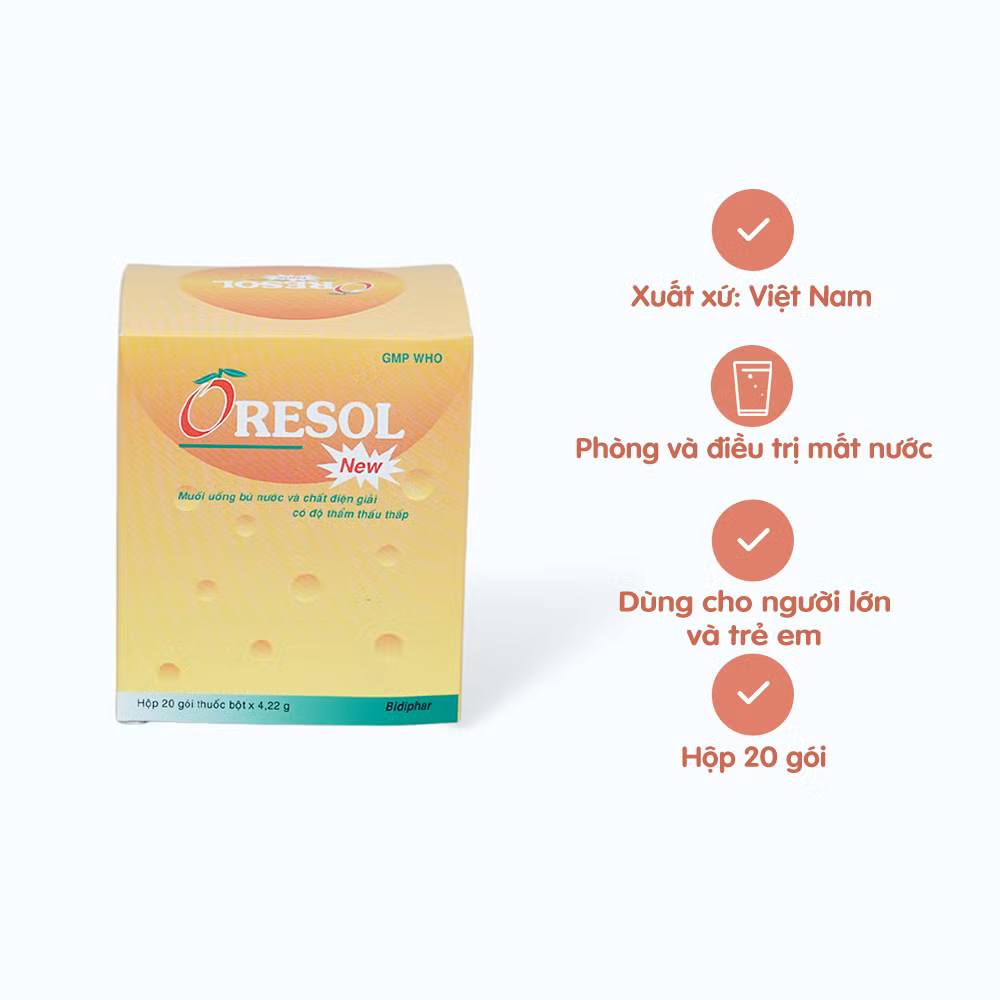 ORESOL
New
GMP WHO
ORESOL
New
Muối uống bù nước và chất điện giải
có độ thẩm thấu thấp
Hộp 20 gói thuốc bột x 4,22 g
Bidiphar
Xuất xứ: Việt Nam
Phòng và điều trị mất nước
Dùng cho người lớn
và trẻ em
Hộp 20 gói